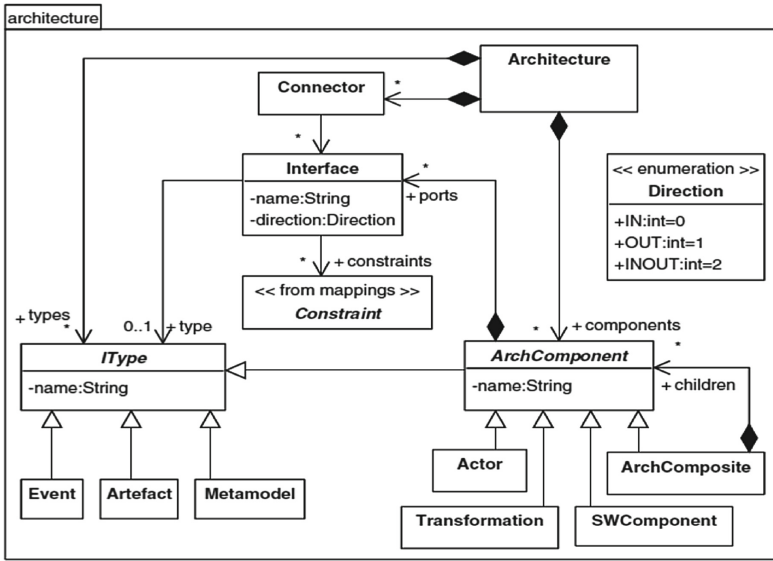 architecture
Architecture
Connector
*
*
Interface
-name:String
-direction:Direction
*
+ ports
<< enumeration >>
Direction
+IN:int=0
+OUT:int=1
+INOUT:int=2
* + constraints
<< from mappings >>
Constraint
+ types
*
0..1 + type
* + components
IType
-name:String
ArchComponent
-name:String
*
+ children
Event
Artefact
Metamodel
Actor
ArchComposite
Transformation
SWComponent